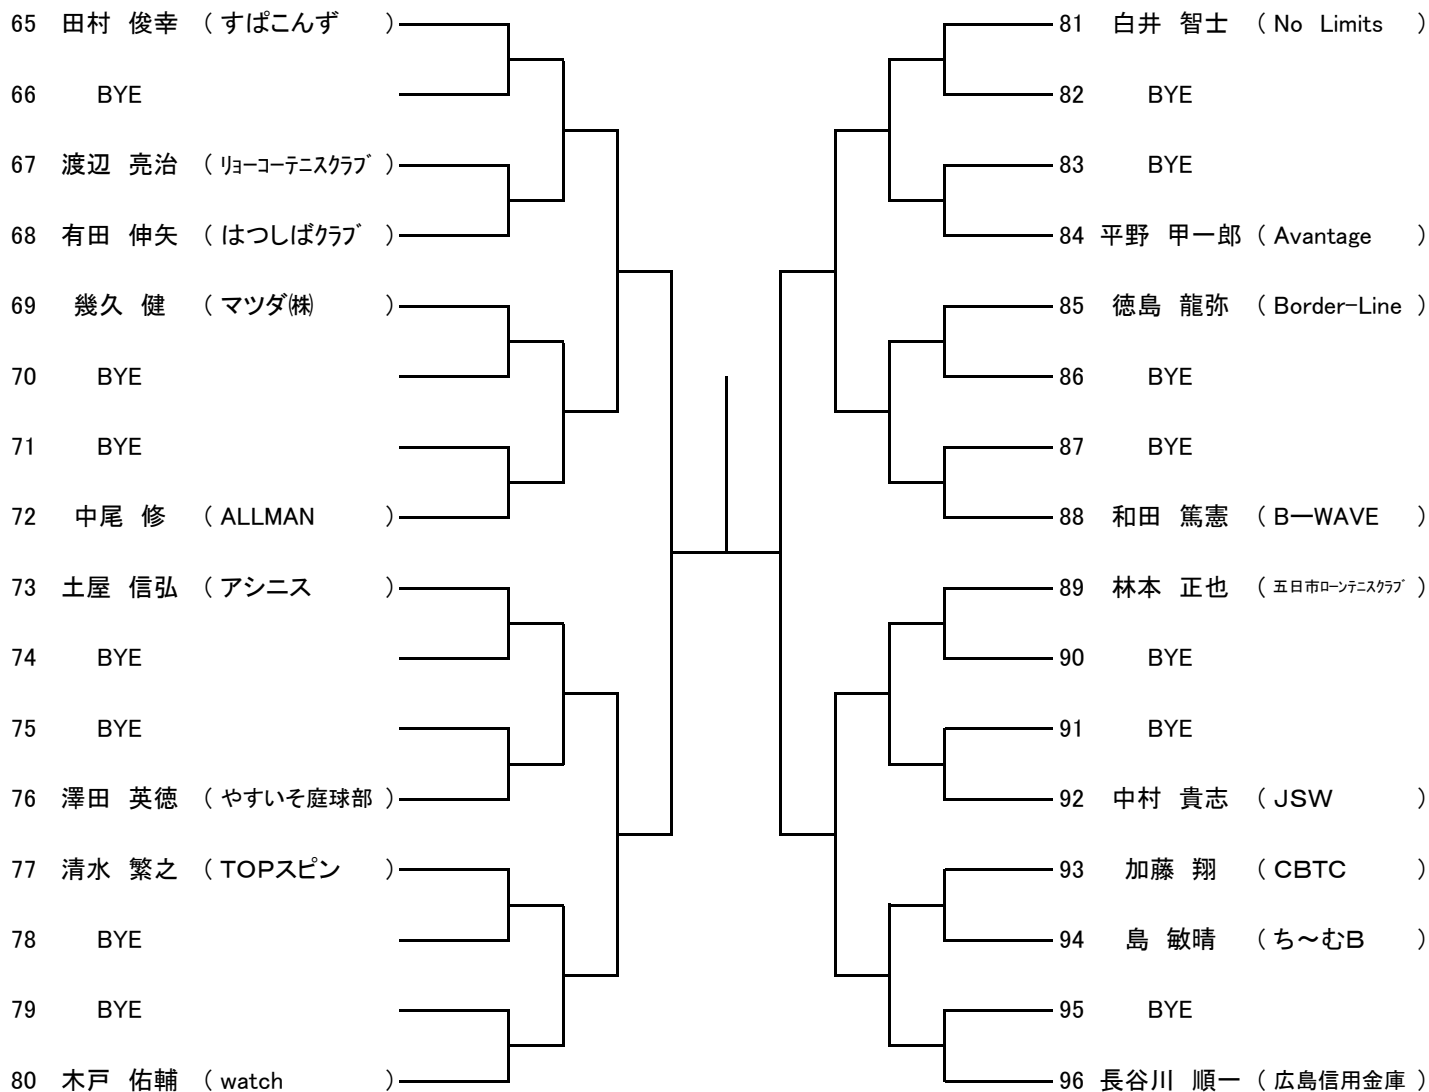 65 田村 俊幸 ( すぱこんず )
66 BYE
67 渡辺 亮治 ( ﾘｮｰｺｰﾃﾆｽｸﾗﾌﾞ )
68 有田 伸矢 ( はつしばｸﾗﾌﾞ )
69 幾久 健 ( マツダ㈱ )
70 BYE
71 BYE
72 中尾 修 ( ALLMAN )
73 土屋 信弘 ( アシニス )
74 BYE
75 BYE
76 澤田 英徳 ( やすいそ庭球部 )
77 清水 繁之 ( TOPスピン )
78 BYE
79 BYE
80 木戸 佑輔 ( watch )
81 白井 智士 ( No Limits )
82 BYE
83 BYE
84 平野 甲一郎 ( Avantage )
85 徳島 龍弥 ( Border-Line )
86 BYE
87 BYE
88 和田 篤憲 ( BーWAVE )
89 林本 正也 ( 五日市ﾛｰﾝﾃﾆｽｸﾗﾌﾞ )
90 BYE
91 BYE
92 中村 貴志 ( JSW )
93 加藤 翔 ( CBTC )
94 島 敏晴 ( ち～むB )
95 BYE
96 長谷川 順一 ( 広島信用金庫 )